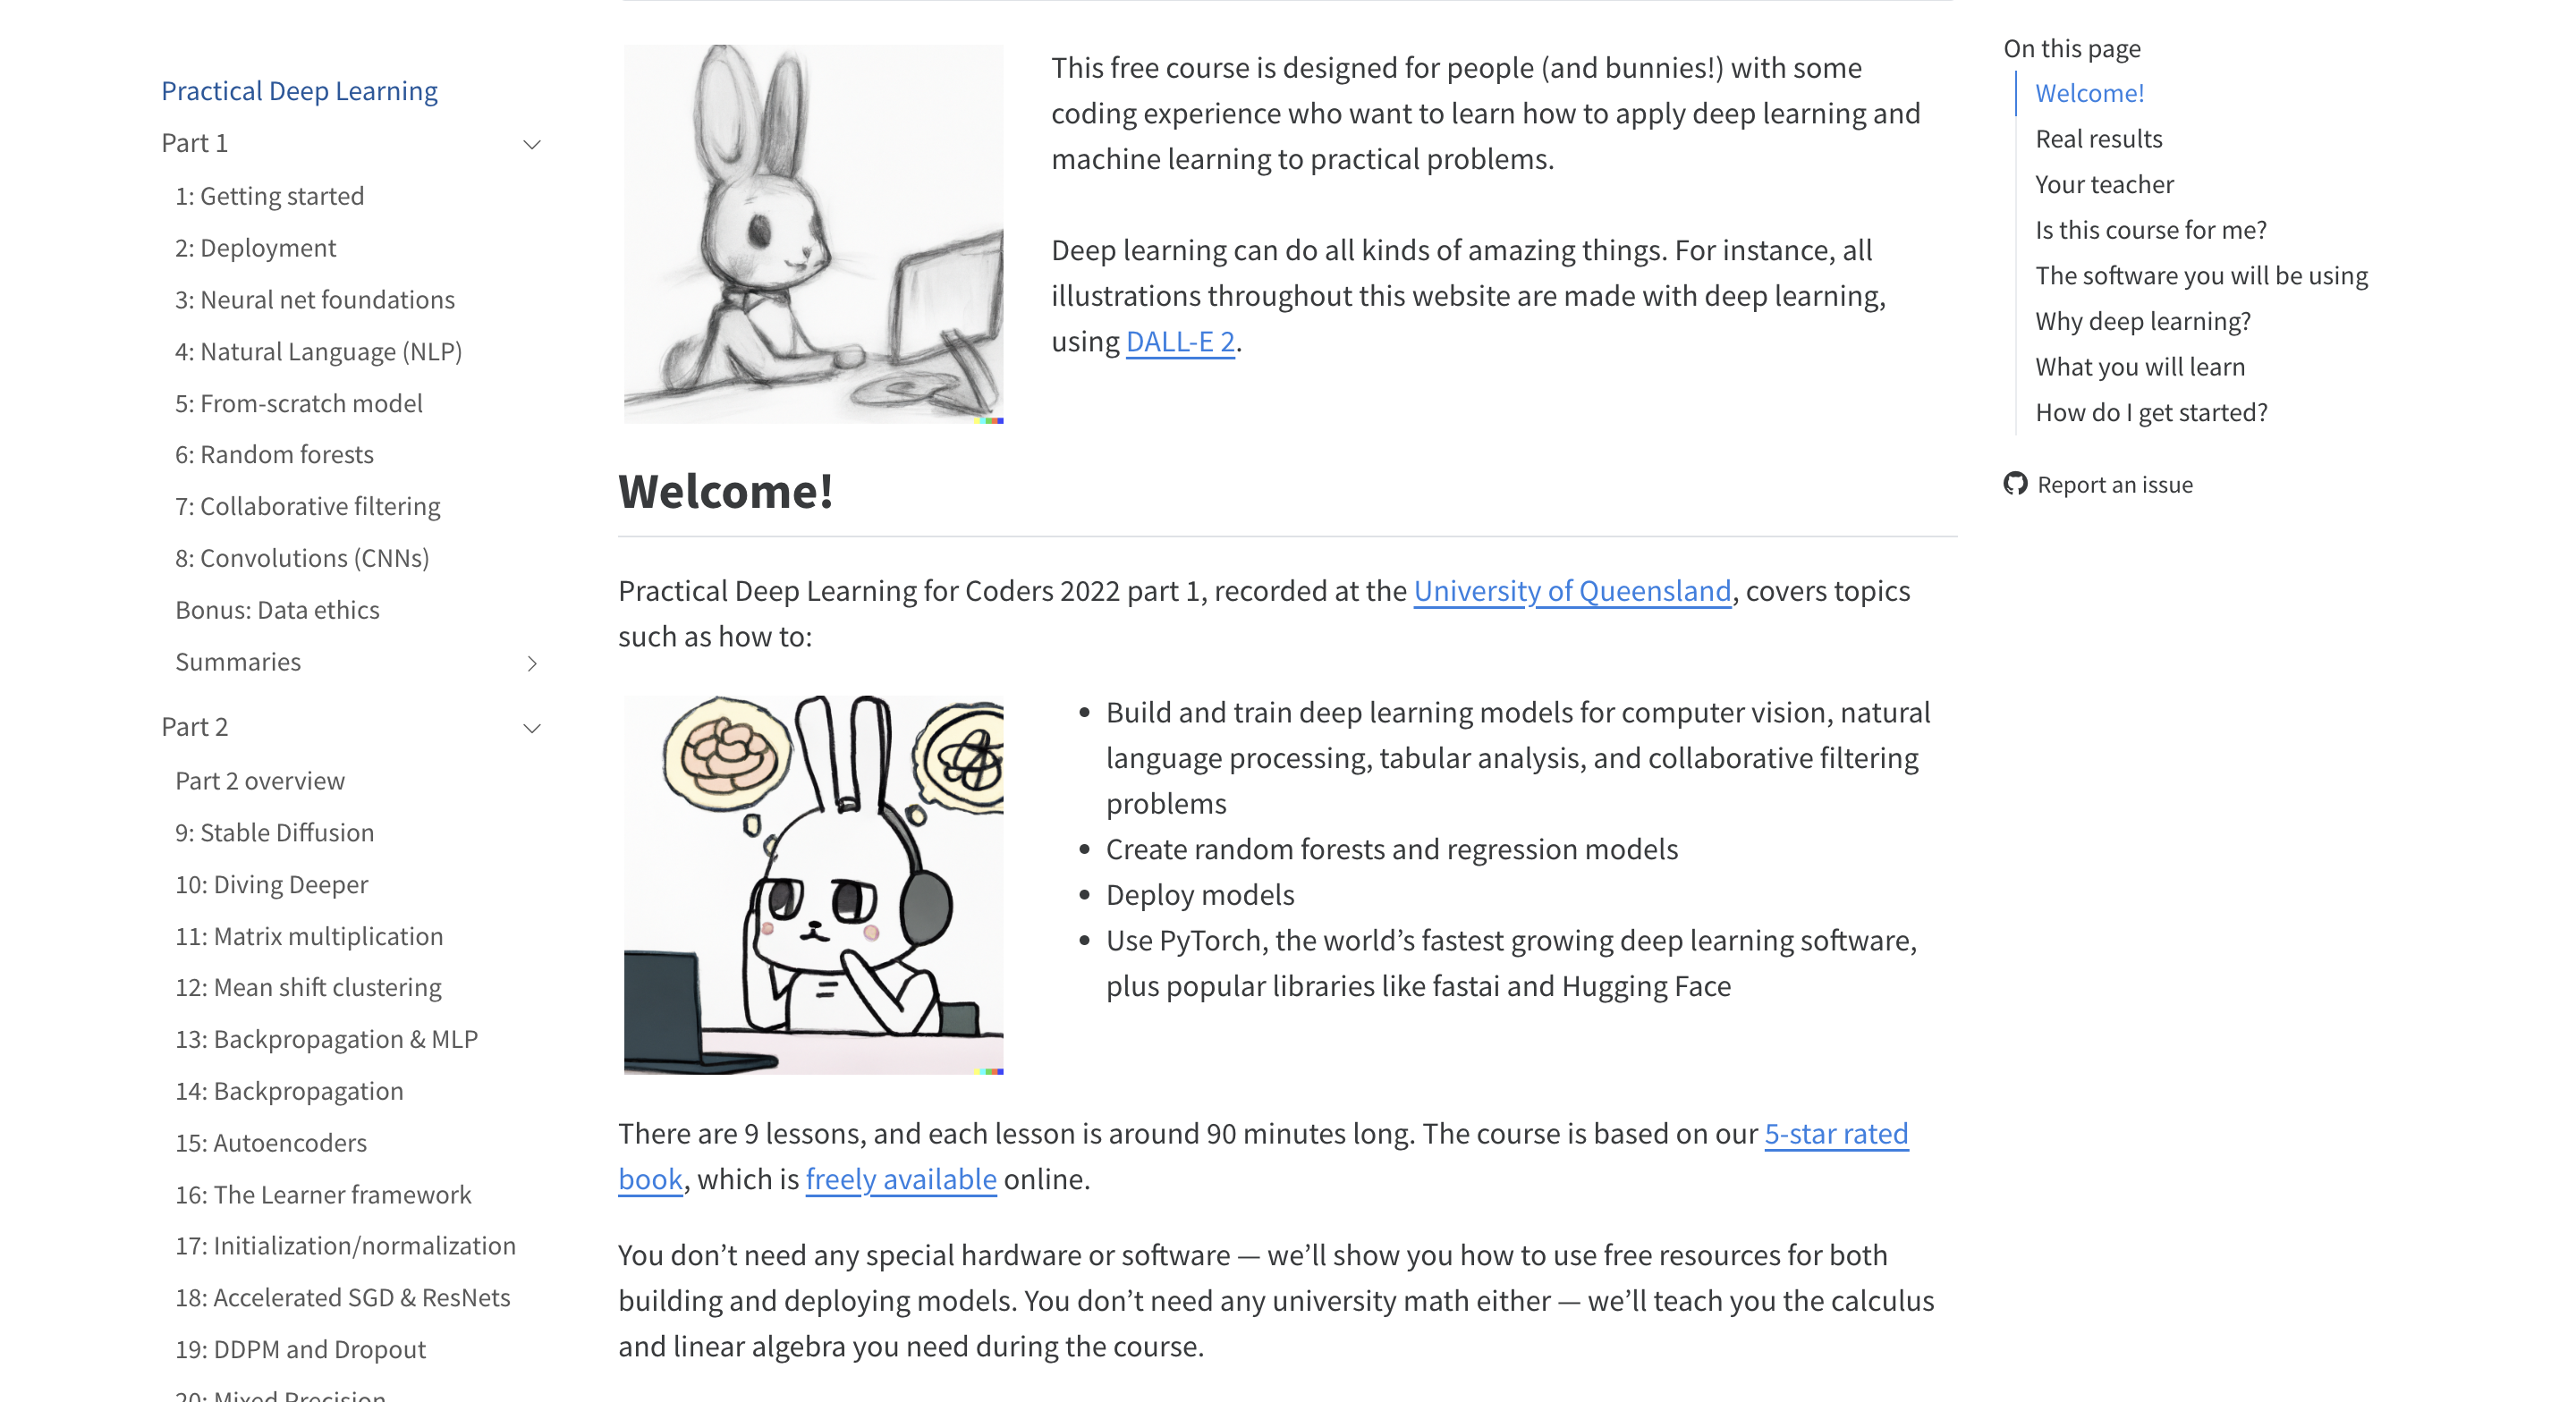 Practical Deep Learning
Part 1
1: Getting started
2: Deployment
3: Neural net foundations
4: Natural Language (NLP)
5: From-scratch model
6: Random forests
7: Collaborative filtering
8: Convolutions (CNNs)
Bonus: Data ethics
Summaries
Part 2
Part 2 overview
9: Stable Diffusion
10: Diving Deeper
11: Matrix multiplication
12: Mean shift clustering
13: Backpropagation & MLP
14: Backpropagation
15: Autoencoders
16: The Learner framework
17: Initialization/normalization
18: Accelerated SGD & ResNets
19: DDPM and Dropout
20: Mixed Precision
This free course is designed for people (and bunnies!) with some
coding experience who want to learn how to apply deep learning and
machine learning to practical problems.
Deep learning can do all kinds of amazing things. For instance, all
illustrations throughout this website are made with deep learning,
using DALL-E 2.
Welcome!
Practical Deep Learning for Coders 2022 part 1, recorded at the University of Queensland, covers topics
such as how to:
• Build and train deep learning models for computer vision, natural
language processing, tabular analysis, and collaborative filtering
problems
• Create random forests and regression models
• Deploy models
• Use PyTorch, the world’s fastest growing deep learning software,
plus popular libraries like fastai and Hugging Face
There are 9 lessons, and each lesson is around 90 minutes long. The course is based on our 5-star rated
book, which is freely available online.
You don’t need any special hardware or software — we’ll show you how to use free resources for both
building and deploying models. You don’t need any university math either — we’ll teach you the calculus
and linear algebra you need during the course.
On this page
Welcome!
Real results
Your teacher
Is this course for me?
The software you will be using
Why deep learning?
What you will learn
How do I get started?
Report an issue